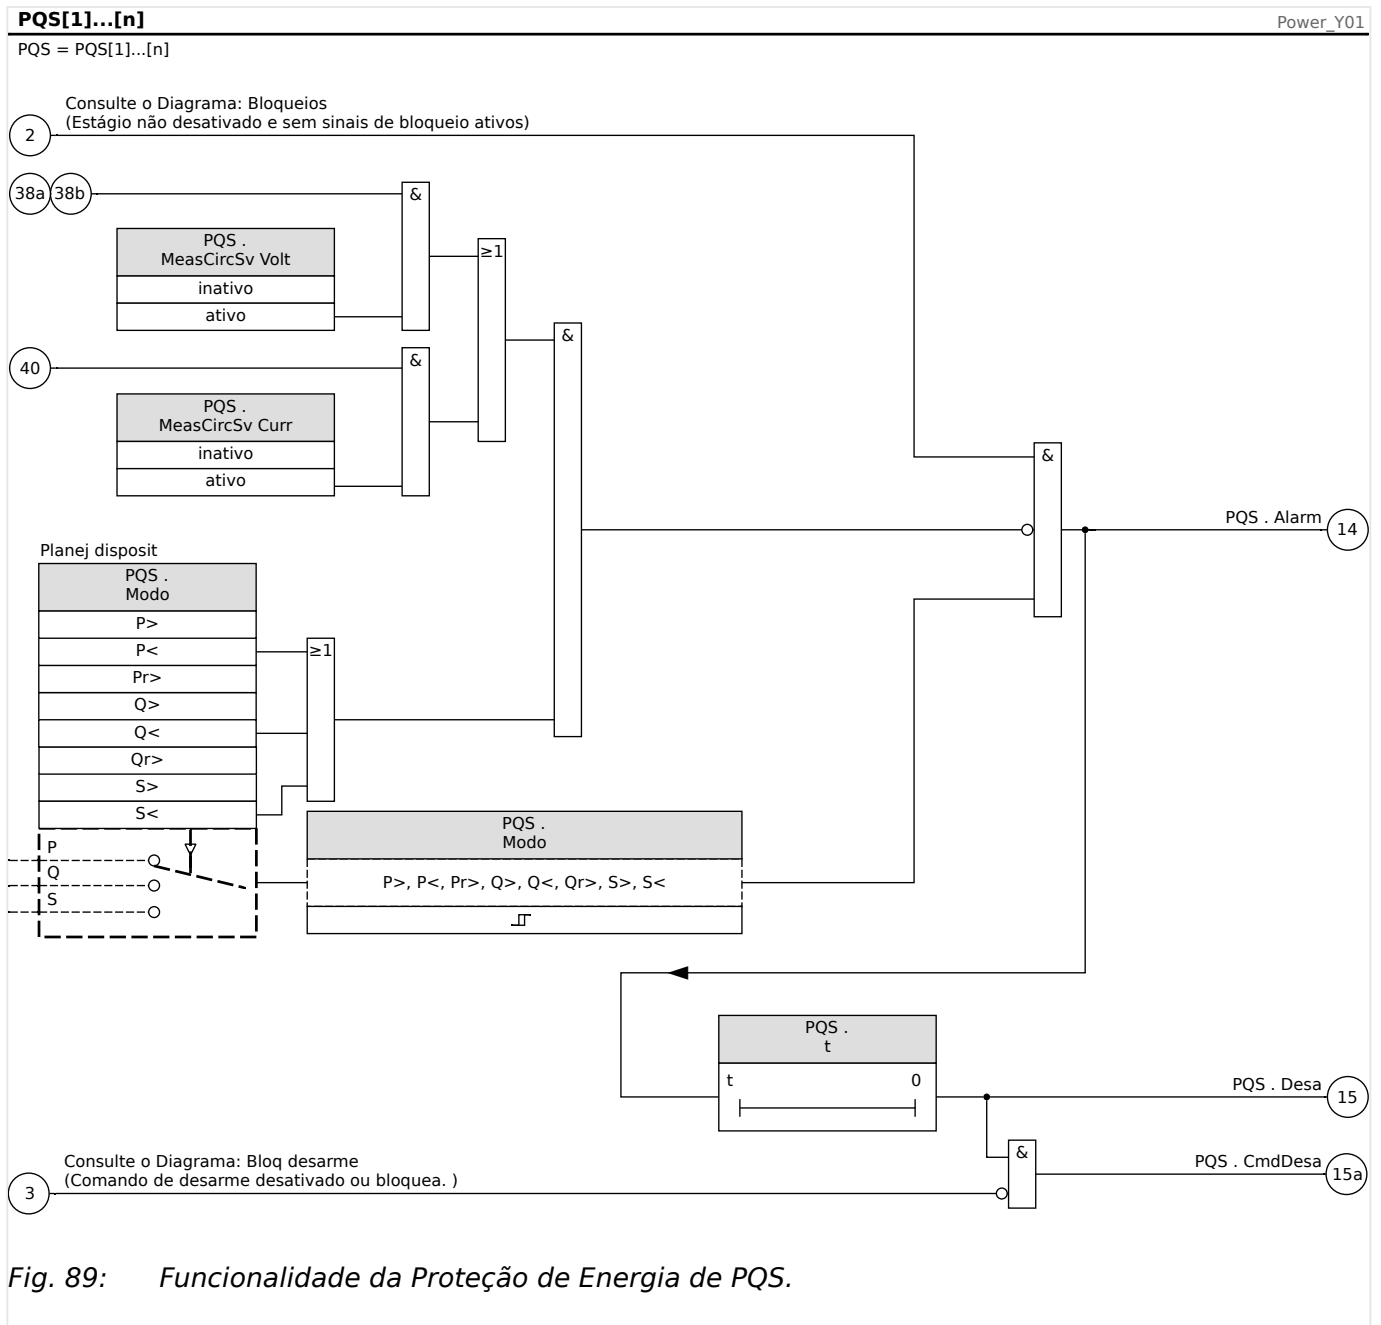 PQS[1]...[n]
Power_Y01
PQS = PQS[1]...[n]
Consulte o Diagrama: Bloqueios
(Estágio não desativado e sem sinais de bloqueio ativos)
2
38a 38b
&
PQS .
MeasCircSv Volt
inativo
ativo
≥1
&
40
&
PQS .
MeasCircSv Curr
inativo
ativo
&
PQS . Alarm
14
Planej disposit
PQS .
Modo
P>
P<
Pr>
Q>
Q<
Qr>
S>
S<
≥1
P
Q
S
PQS .
Modo
P>, P<, Pr>, Q>, Q<, Qr>, S>, S<
PQS .
t
t 0
PQS . Desa
15
&
PQS . CmdDesa
15a
Consulte o Diagrama: Bloq desarme
(Comando de desarme desativado ou bloquea. )
3
Fig. 89: Funcionalidade da Proteção de Energia de PQS.